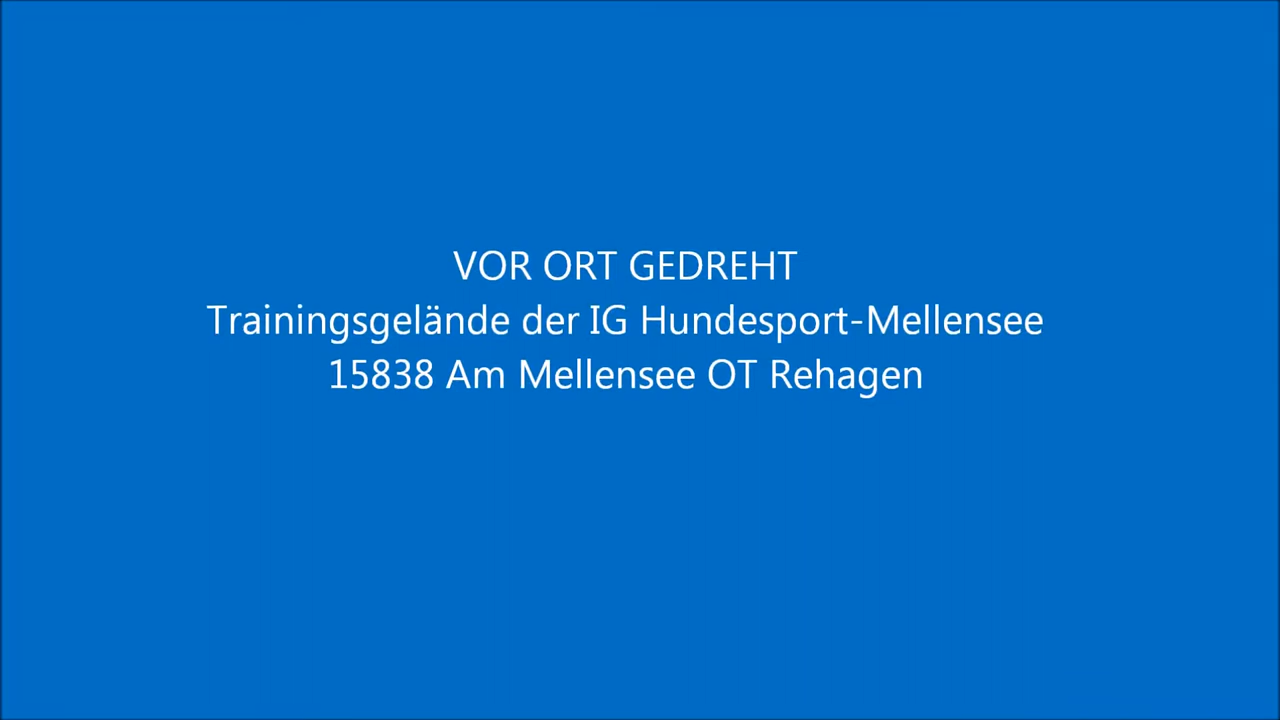 VOR ORT GEDREHT
Trainingsgelände der IG Hundesport-Mellensee
15838 Am Mellensee OT Rehagen